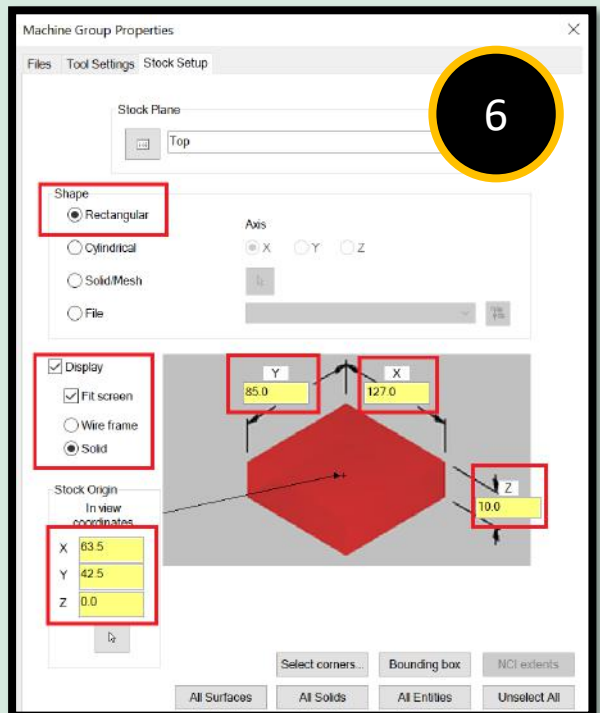 Machine Group Properties
Files Tool Settings Stock Setup
6
Stock Plane
Top
Shape
Rectangular
Axis
Cylindrical
X Y Z
Solid/Mesh
File
Display
Y X
85.0 127.0
Fit screen
Wire frame
Solid
Z
10.0
Stock Origin
In view
coordinates
X 63.5
Y 42.5
Z 0.0
Select corners... Bounding box NCI extents
All Surfaces All Solids All Entities Unselect All